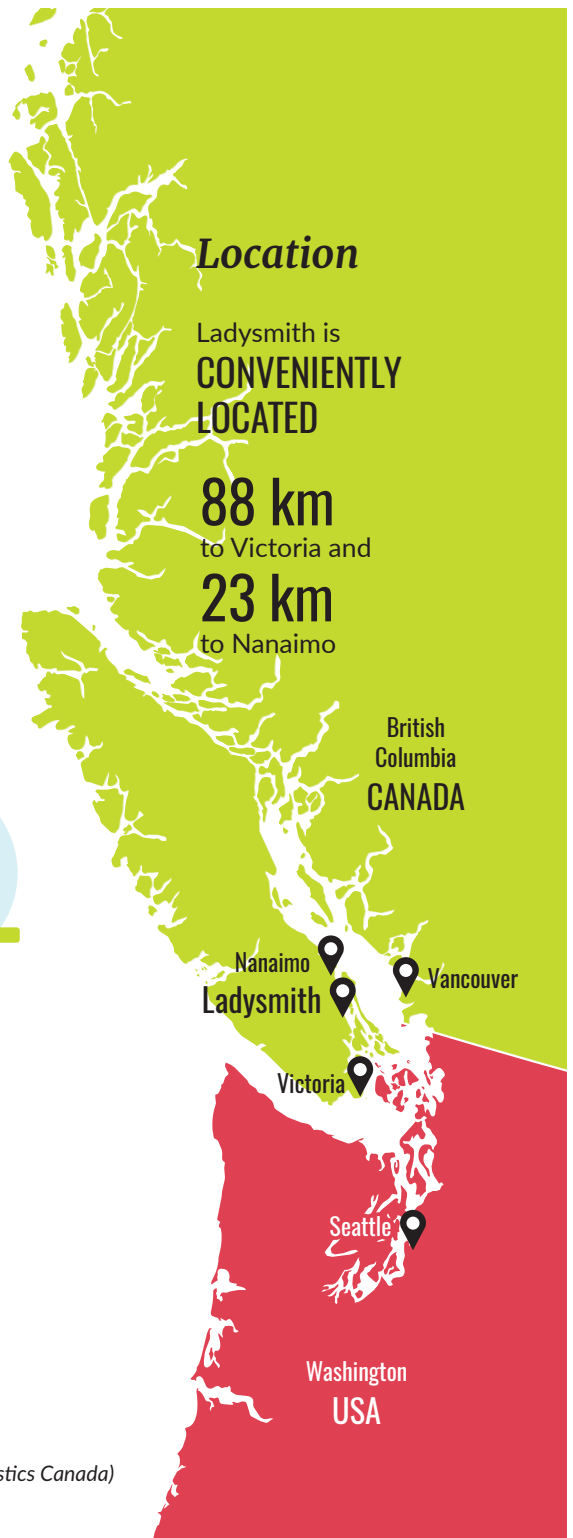 Location
Ladysmith is
CONVENIENTLY
LOCATED
88 km
to Victoria and
23 km
to Nanaimo
British
Columbia
CANADA
Nanaimo
Vancouver
Ladysmith
Victoria
Seattle
Washington
USA
Canada)